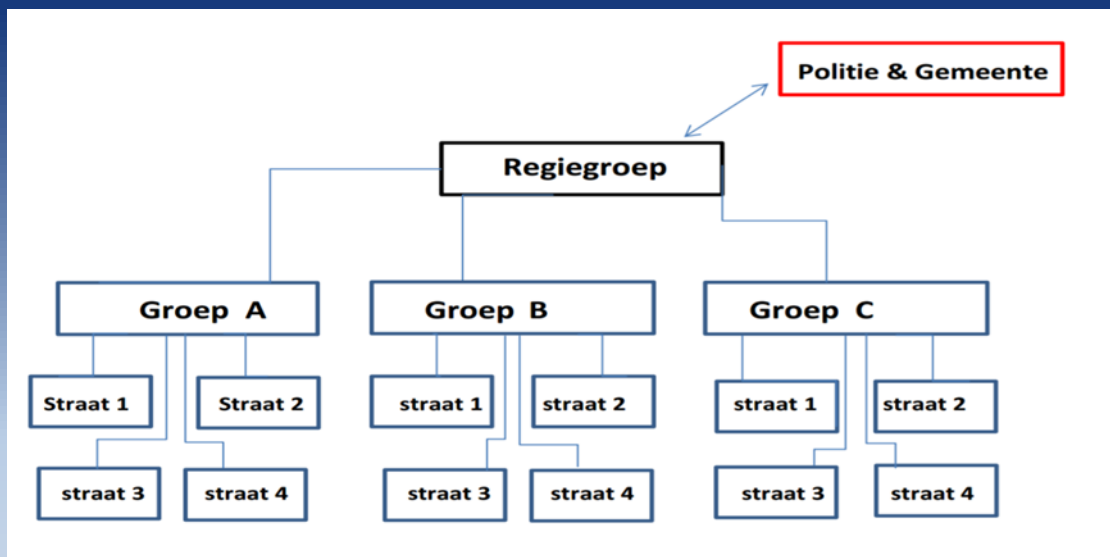 Politie & Gemeente
Regiegroep
Groep A
Groep B
Groep C
Straat 1
Straat 2
straat 1
straat 2
straat 1
straat 2
straat 3
straat 4
straat 3
straat 4
straat 3
straat 4